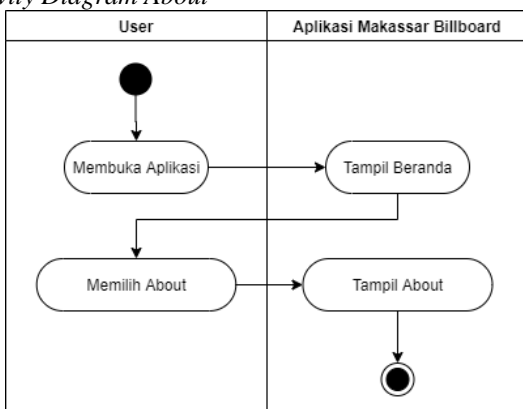 Diagram About
User
Aplikasi Makassar Billboard
Membuka Aplikasi
Tampil Beranda
Memilih About
Tampil About